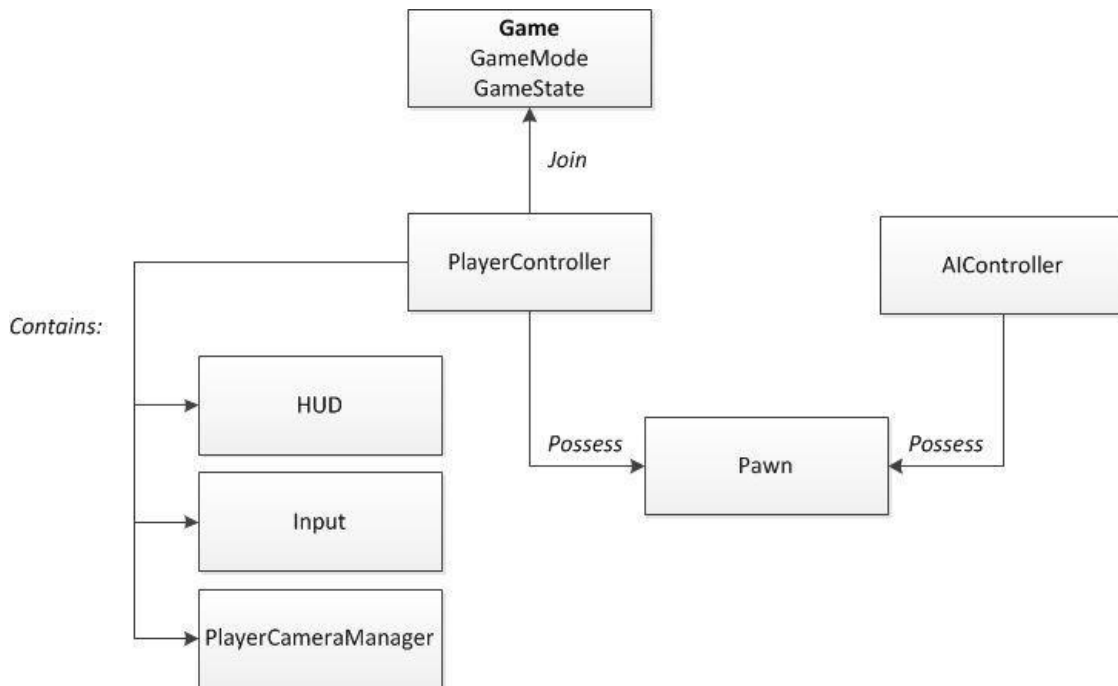 Game
GameMode
GameState
Join
PlayerController
AIController
Contains:
HUD
Possess
Pawn
Possess
Input
PlayerCameraManager